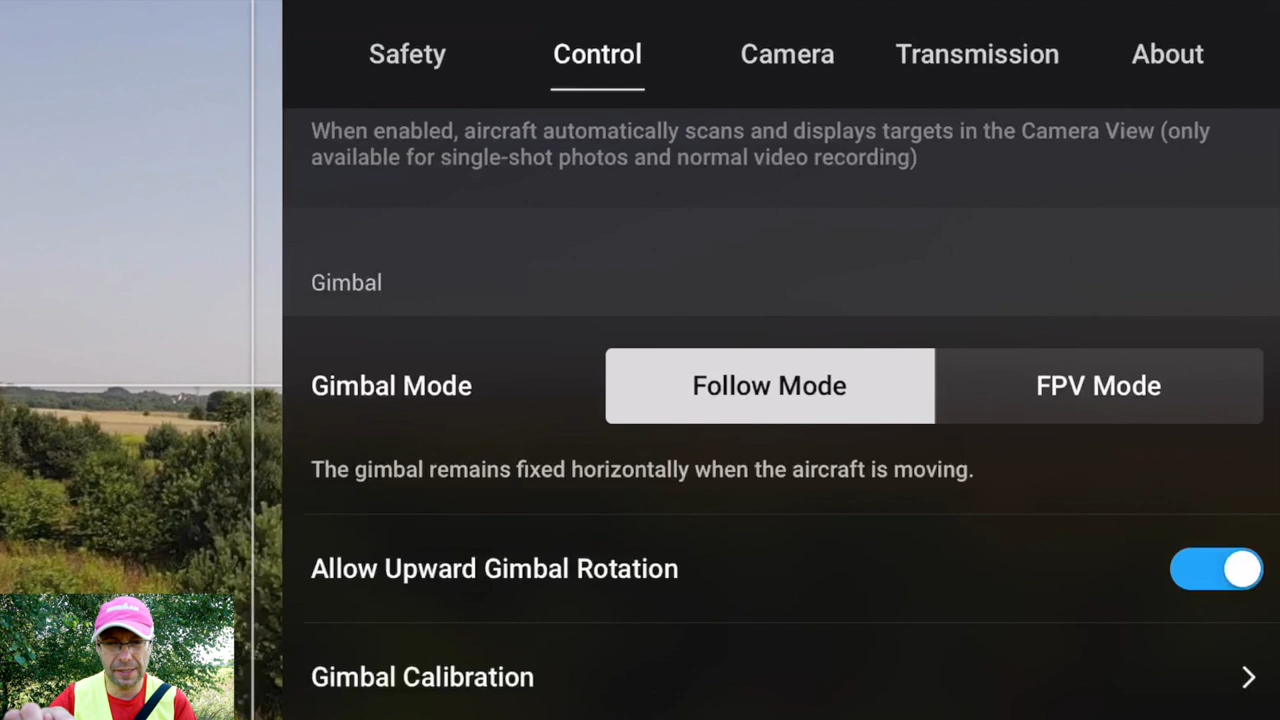 Safety Control Camera Transmission About
When enabled, aircraft automatically scans and displays targets in the Camera View (only
available for single-shot photos and normal video recording)
Gimbal
Gimbal Mode Follow Mode FPV Mode
The gimbal remains fixed horizontally when the aircraft is moving.
Allow Upward Gimbal Rotation
Gimbal Calibration